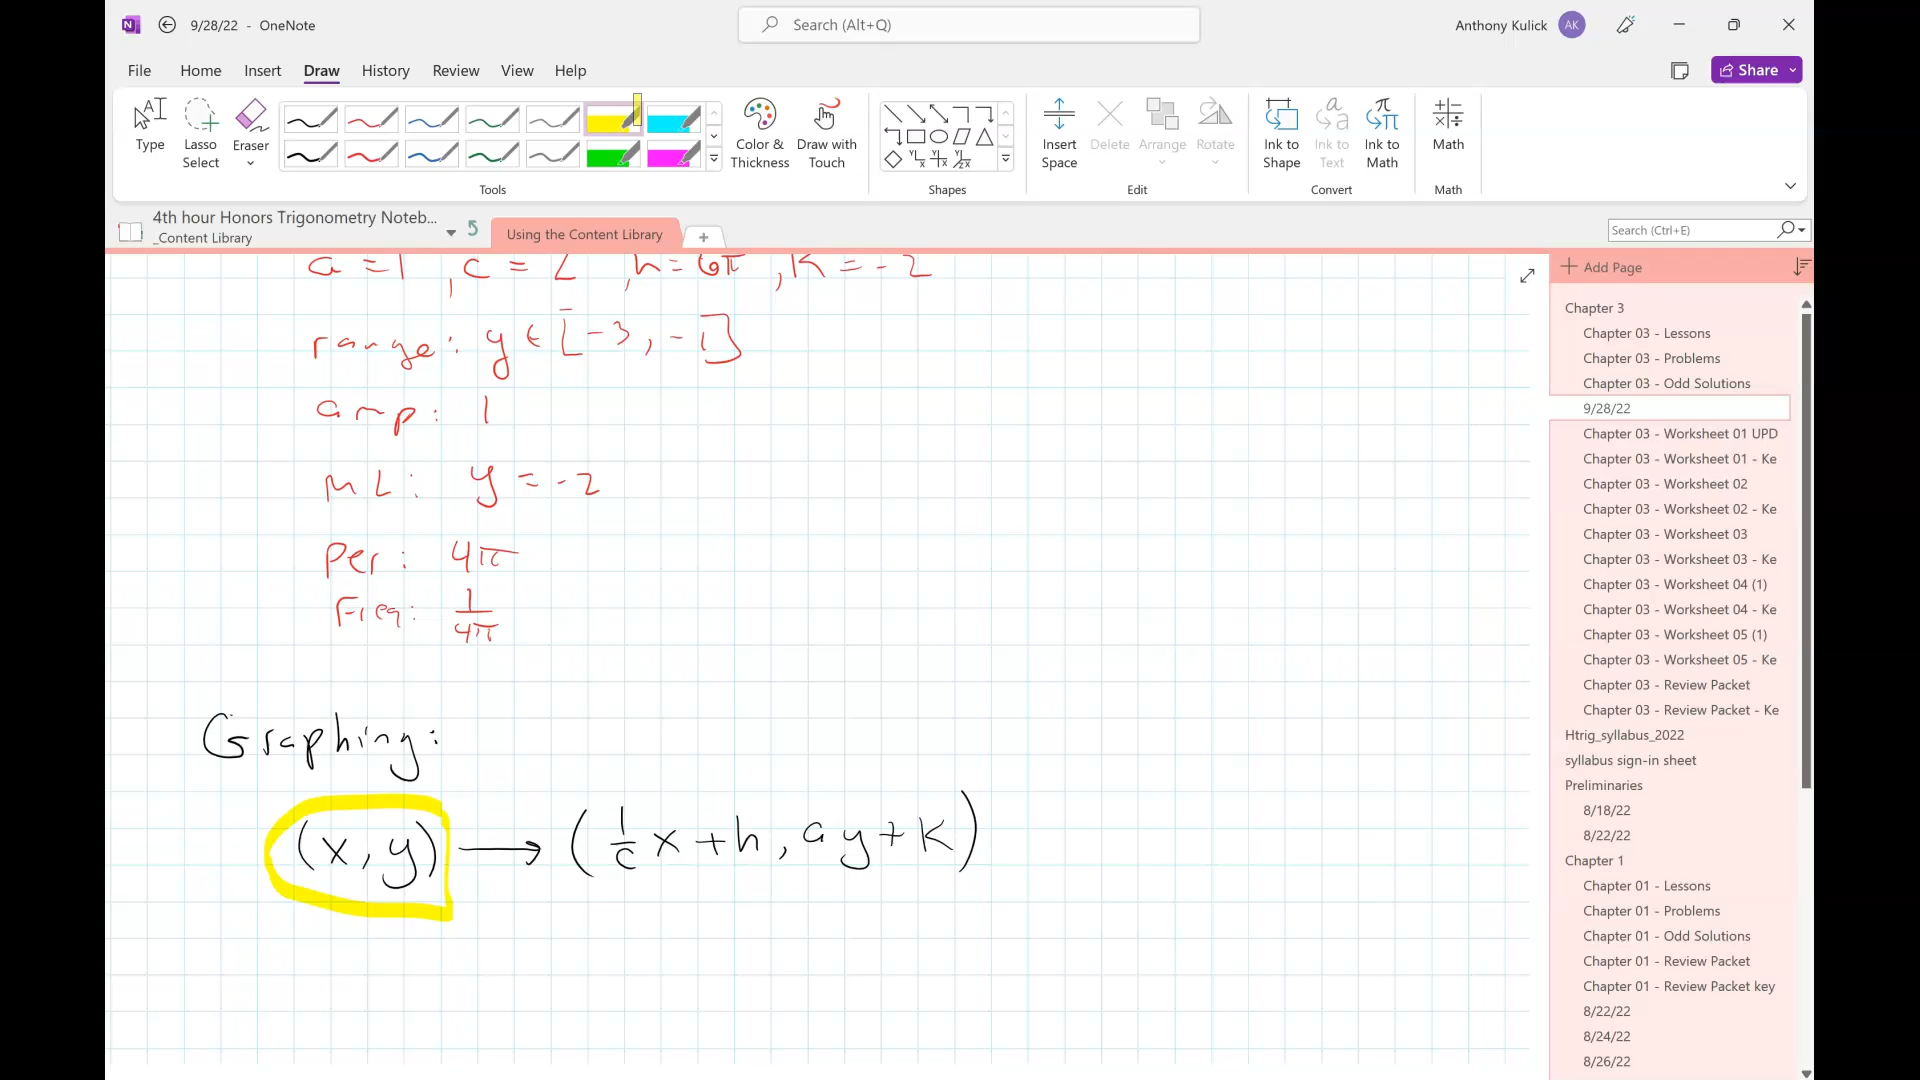 9/28/22 - OneNote
Search (Alt+Q)
Anthony Kulick AK
File Home Insert Draw History Review View Help
Share
Type
Lasso Select
Eraser
Color & Thickness
Draw with Touch
Insert Space
Delete
Arrange
Rotate
Ink to Shape
Ink to Text
Ink to Math
Math
Tools
Shapes
Edit
Convert
Math
4th hour Honors Trigonometry Noteb...
_Content Library
Using the Content Library
Search (Ctrl+E)
a = 1 , c = , h = 6π , k = -2
range: y ∈ [-3, -1]
amp: 1
ML: y = -2
Per: 4π
Freq: 1/4π
Graphing:
(x, y) → (1/c x + h, a y + k)
Add Page
Chapter 3
Chapter 03 - Lessons
Chapter 03 - Problems
Chapter 03 - Odd Solutions
9/28/22
Chapter 03 - Worksheet 01 UPD
Chapter 03 - Worksheet 01 - Ke
Chapter 03 - Worksheet 02
Chapter 03 - Worksheet 02 - Ke
Chapter 03 - Worksheet 03
Chapter 03 - Worksheet 03 - Ke
Chapter 03 - Worksheet 04 (1)
Chapter 03 - Worksheet 04 - Ke
Chapter 03 - Worksheet 05 (1)
Chapter 03 - Worksheet 05 - Ke
Chapter 03 - Review Packet
Chapter 03 - Review Packet - Ke
Htrig_syllabus_2022
syllabus sign-in sheet
Preliminaries
8/18/22
8/22/22
Chapter 1
Chapter 01 - Lessons
Chapter 01 - Problems
Chapter 01 - Odd Solutions
Chapter 01 - Review Packet
Chapter 01 - Review Packet key
8/22/22
8/24/22
8/26/22